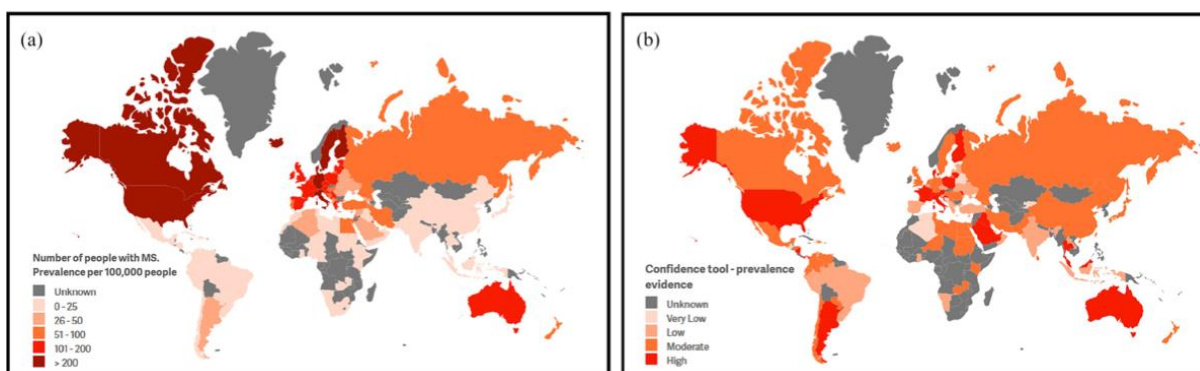 (a)
Number of people with MS.
Prevalence per 100,000 people
Unknown
0 - 25
26 - 50
51 - 100
101 - 200
> 200
(b)
Confidence tool - prevalence
evidence
Unknown
Very Low
Low
Moderate
High